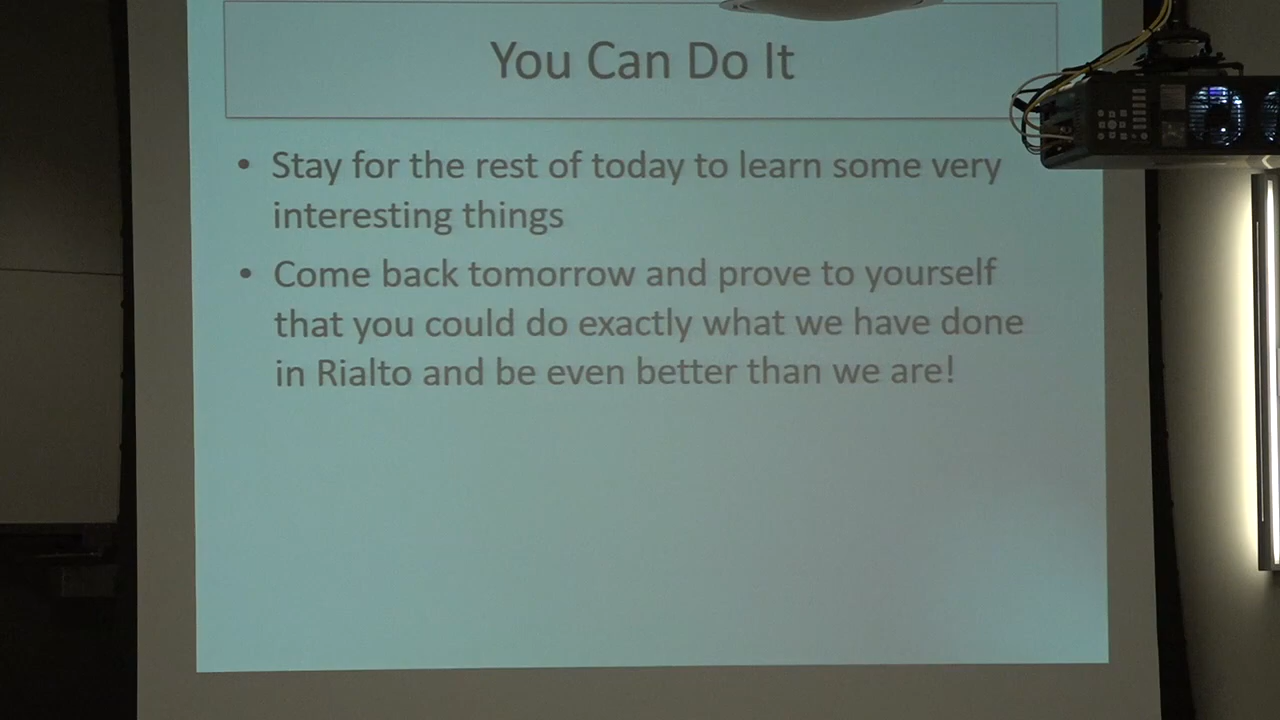 You Can Do It
• Stay for the rest of today to learn some very
interesting things
• Come back tomorrow and prove to yourself
that you could do exactly what we have done
in Rialto and be even better than we are!